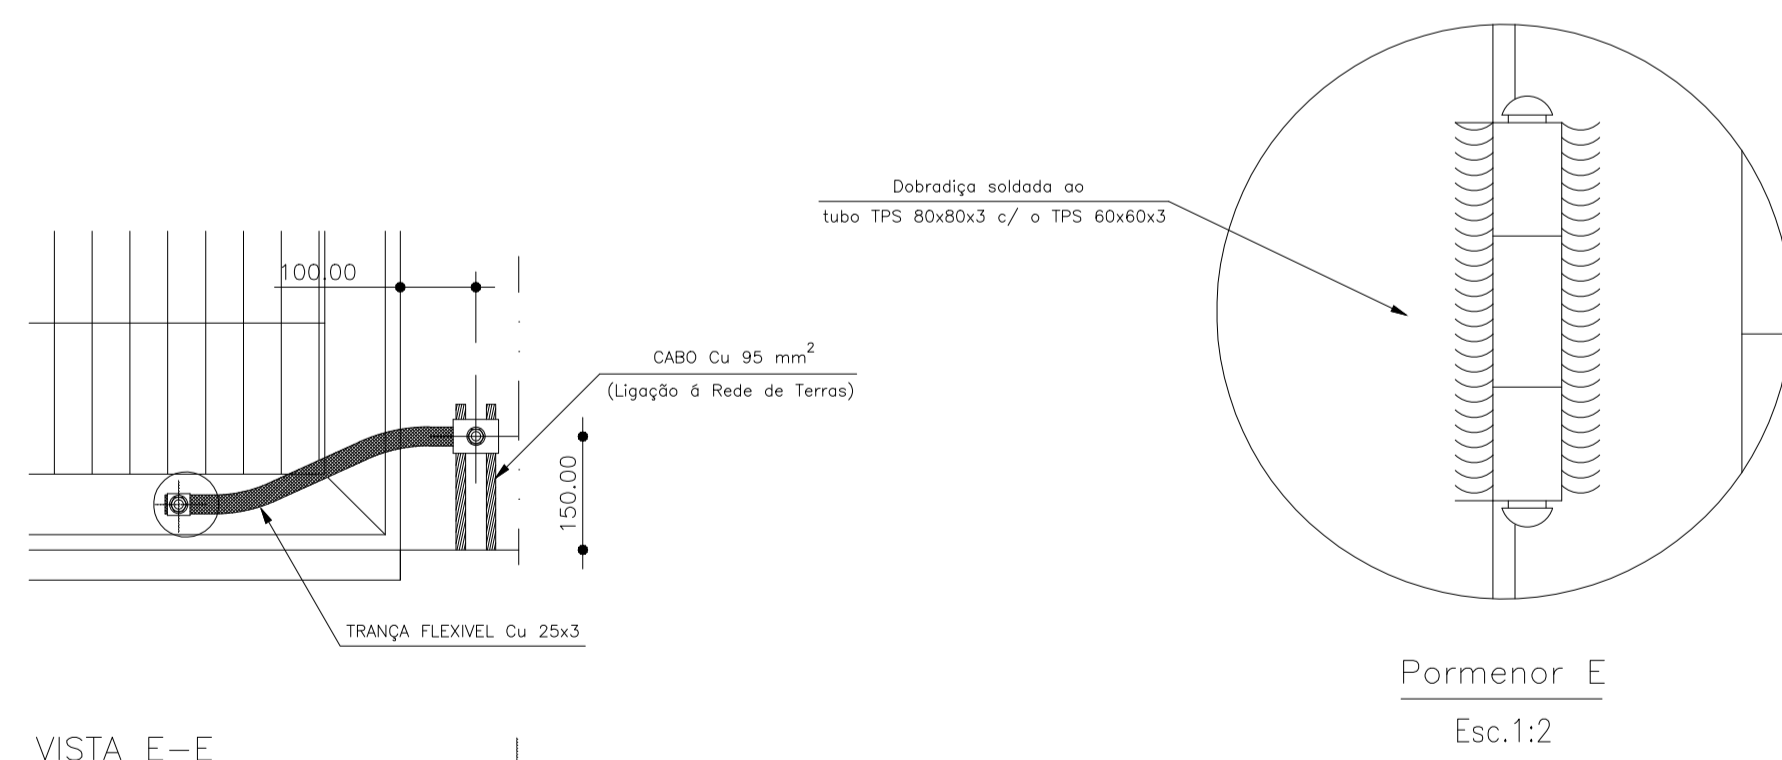 Dobradiça soldada ao
tubo TPS 80x80x3 c/ o TPS 60x60x3
100.00
CABO Cu 95 mm²
(Ligação á Rede de Terras)
150.00
TRANÇA FLEXIVEL Cu 25x3
Pormenor E
Esc.1:2
VISTA E-E